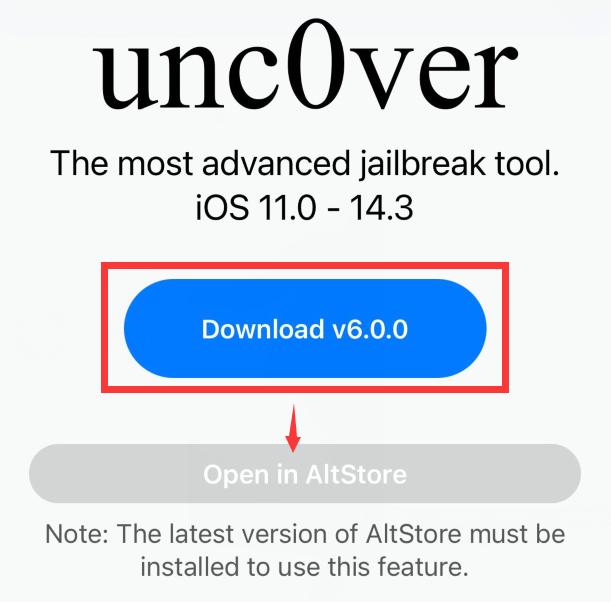 unc0ver
The most advanced jailbreak tool.
iOS 11.0 - 14.3
Download v6.0.0
Open in AltStore
Note: The latest version of AltStore must be
installed to use this feature.